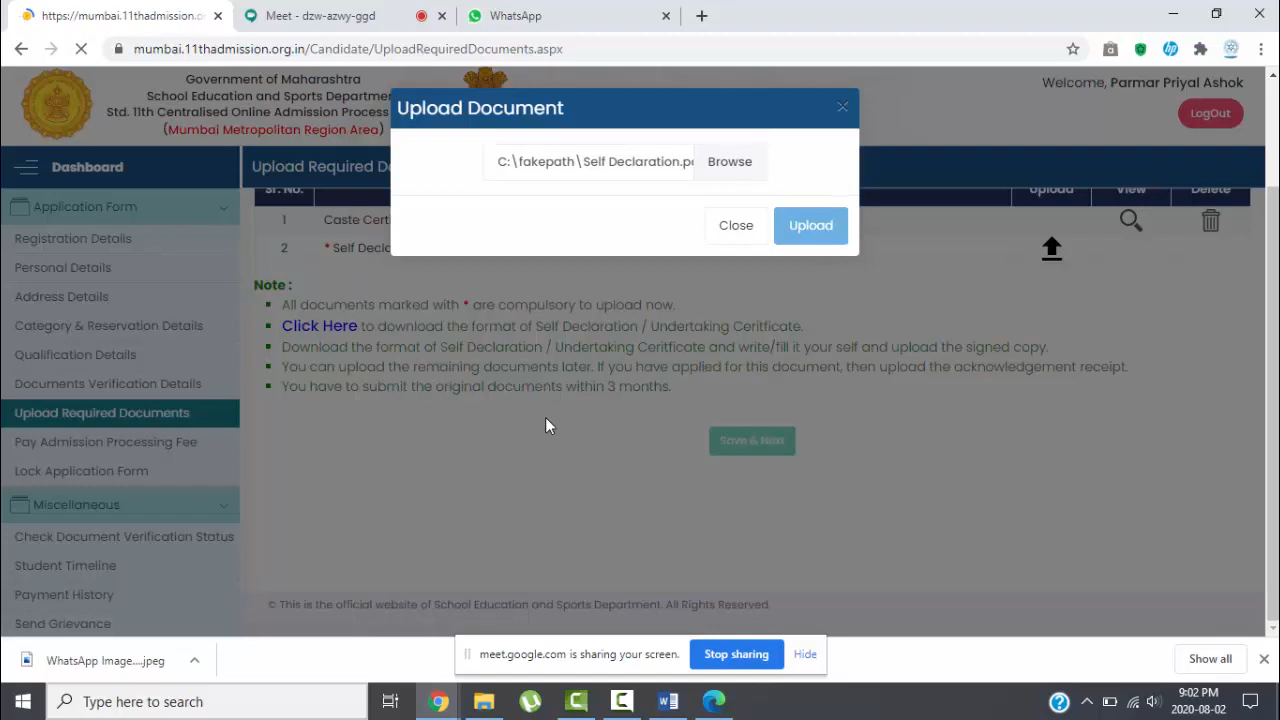 https://mumbai.11thadmission.o
Meet - dzw-azwy-ggd
WhatsApp
mumbai.11thadmission.org.in/Candidate/UploadRequiredDocuments.aspx
Government of Maharashtra
School Education and Sports Departme
Std. 11th Centralised Online Admission Process
(Mumbai Metropolitan Region Area)
Welcome, Parmar Priyal Ashok
LogOut
Upload Document
C:\fakepath\Self Declaration.pd
Browse
Close
Upload
Dashboard
Upload Required Do
Sr. No.
Upload
View
Delete
1
Caste Cert
2
* Self Decla
Application Form
Registration Details
Personal Details
Address Details
Category & Reservation Details
Qualification Details
Documents Verification Details
Upload Required Documents
Pay Admission Processing Fee
Lock Application Form
Miscellaneous
Check Document Verification Status
Student Timeline
Payment History
Send Grievance
Note :
All documents marked with * are compulsory to upload now.
Click Here to download the format of Self Declaration / Undertaking Ceritficate.
Download the format of Self Declaration / Undertaking Ceritficate and write/fill it your self and upload the signed copy.
You can upload the remaining documents later. If you have applied for this document, then upload the acknowledgement receipt.
You have to submit the original documents within 3 months.
Save & Next
© This is the official website of School Education and Sports Department. All Rights Reserved.
meet.google.com is sharing your screen.
Stop sharing
Hide
WhatsApp Image....jpeg
Show all
Type here to search
9:02 PM
2020-08-02